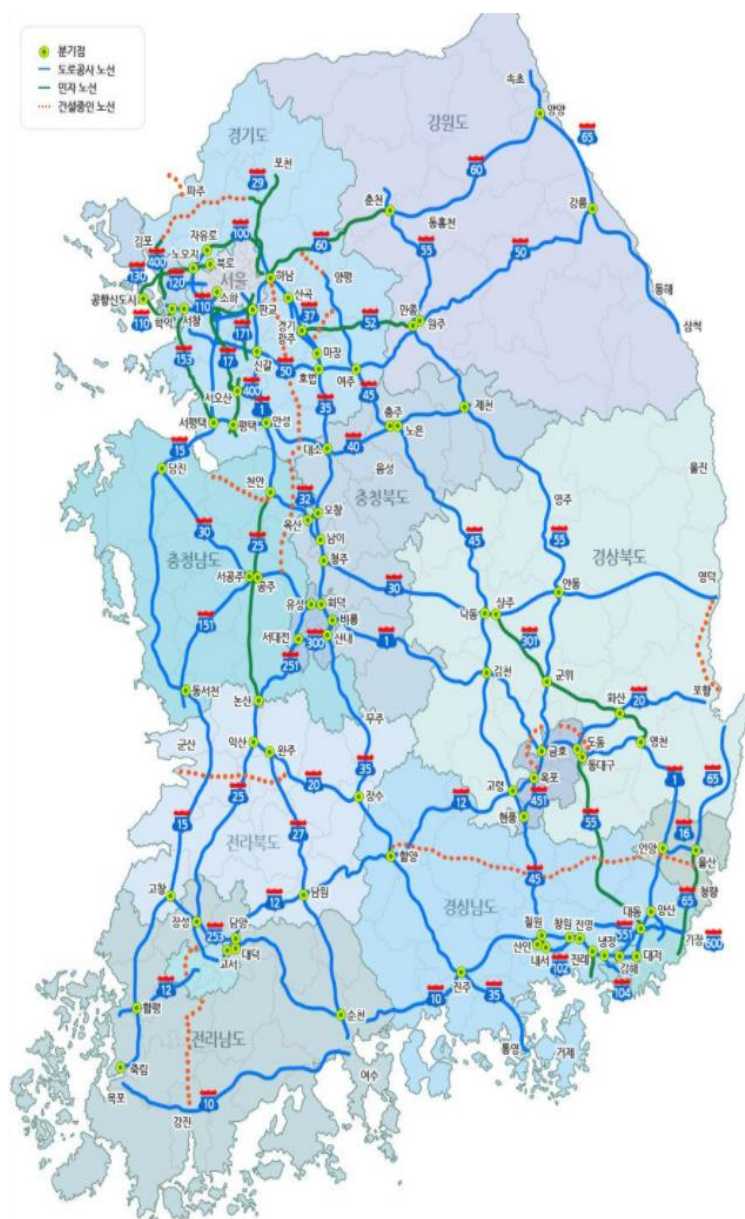 분기점
도로공사 노선
민자 노선
건설중인 노선
속초
양양
65
강원도
경기도
포천
29
파주
60
춘천
강릉
김포
자유로
100
동홍천
400
노오지
북로
55
50
130
120
서울
하남
60
양평
동해
공항신도시
소하
산곡
110
110
37
만종
원주
삼척
학익
서창
판교
경기
광주
52
171
153
17
신갈
마장
50
호법
여주
45
35
서오산
400
제천
1
충주
노은
서평택
평택
안성
15
대소
40
당진
음성
울진
천안
32
오창
충청북도
영주
옥산
30
남이
45
55
경상북도
25
청주
충청남도
영덕
서공주
공주
30
안동
유성
회덕
낙동
상주
151
비룡
서대전
300
산내
1
301
251
김천
군위
동서천
논산
화산
20
포항
무주
군산
익산
완주
금호
도동
영천
동대구
35
고령
옥포
1
65
20
장수
12
451
25
현풍
15
27
55
16
언양
울산
전라북도
함양
45
고창
12
남원
경상남도
65
청량
장성
담양
칠원
창원
진영
대동
양산
253
대덕
551
기장
600
고서
산인
내서
102
진례
냉정
김해
대저
12
진주
104
함평
10
35
순천
전라남도
죽림
통영
거제
여수
목포
10
강진